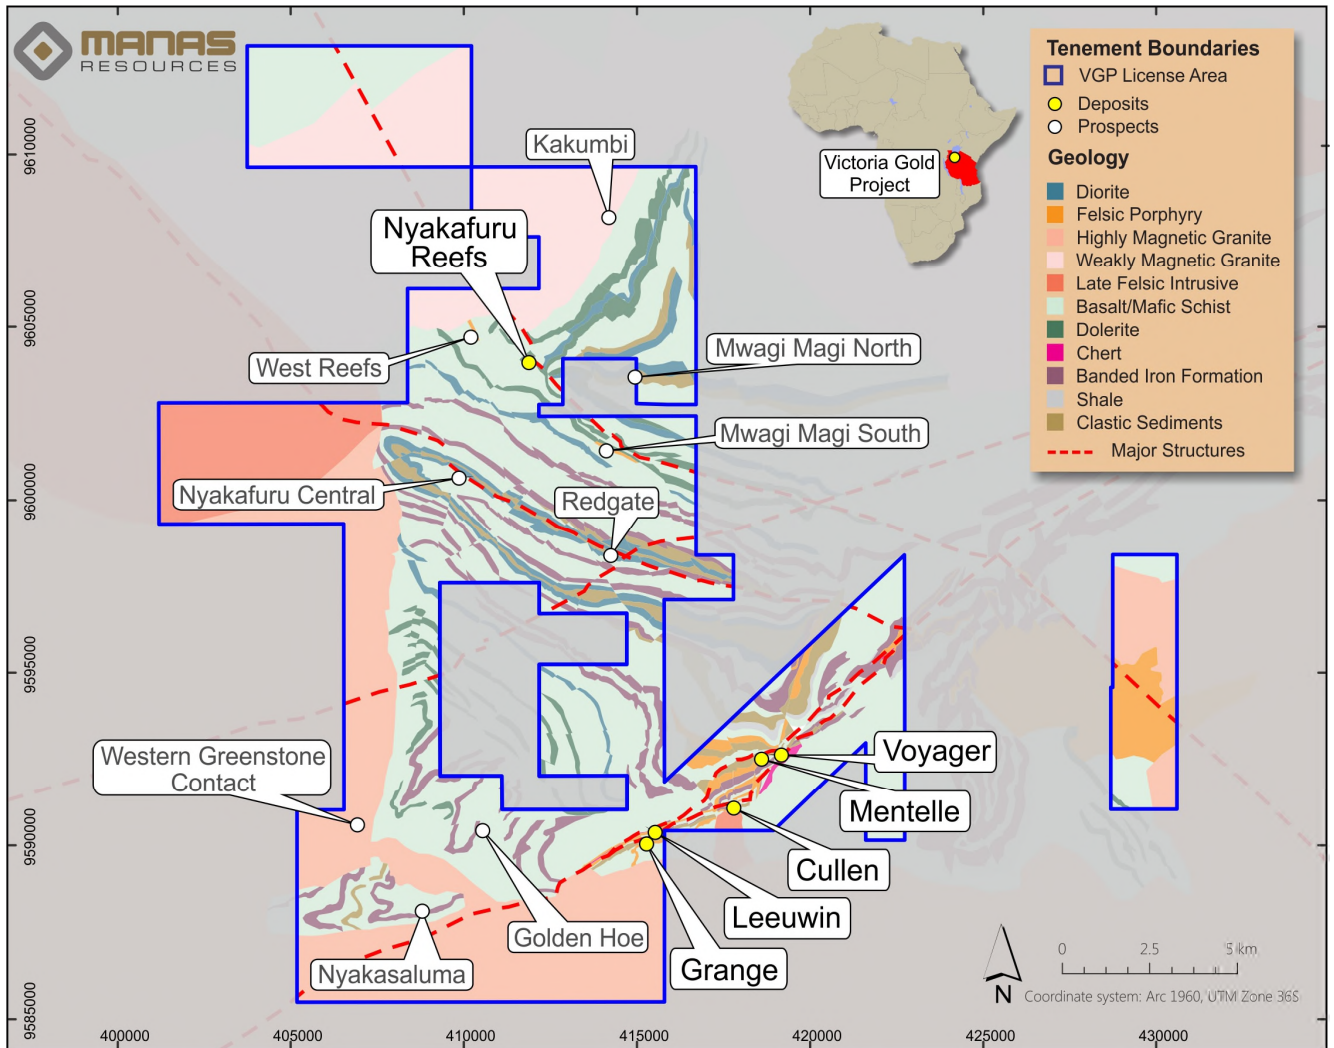 MANAS
RESOURCES
Tenement Boundaries
VGP License Area
Deposits
Prospects
Geology
Diorite
Felsic Porphyry
Highly Magnetic Granite
Weakly Magnetic Granite
Late Felsic Intrusive
Basalt/Mafic Schist
Dolerite
Chert
Banded Iron Formation
Shale
Clastic Sediments
Major Structures
Victoria Gold
Project
Kakumbi
Nyakafuru
Reefs
West Reefs
Mwagi Magi North
Mwagi Magi South
Nyakafuru Central
Redgate
Western Greenstone
Contact
Voyager
Mentelle
Cullen
Leeuwin
Grange
Golden Hoe
Nyakasaluma
9610000
9605000
9600000
9595000
9590000
9585000
400000
405000
410000
415000
420000
425000
430000
N
0
2.5
5 km
Coordinate system: Arc 1960, UTM Zone 36S